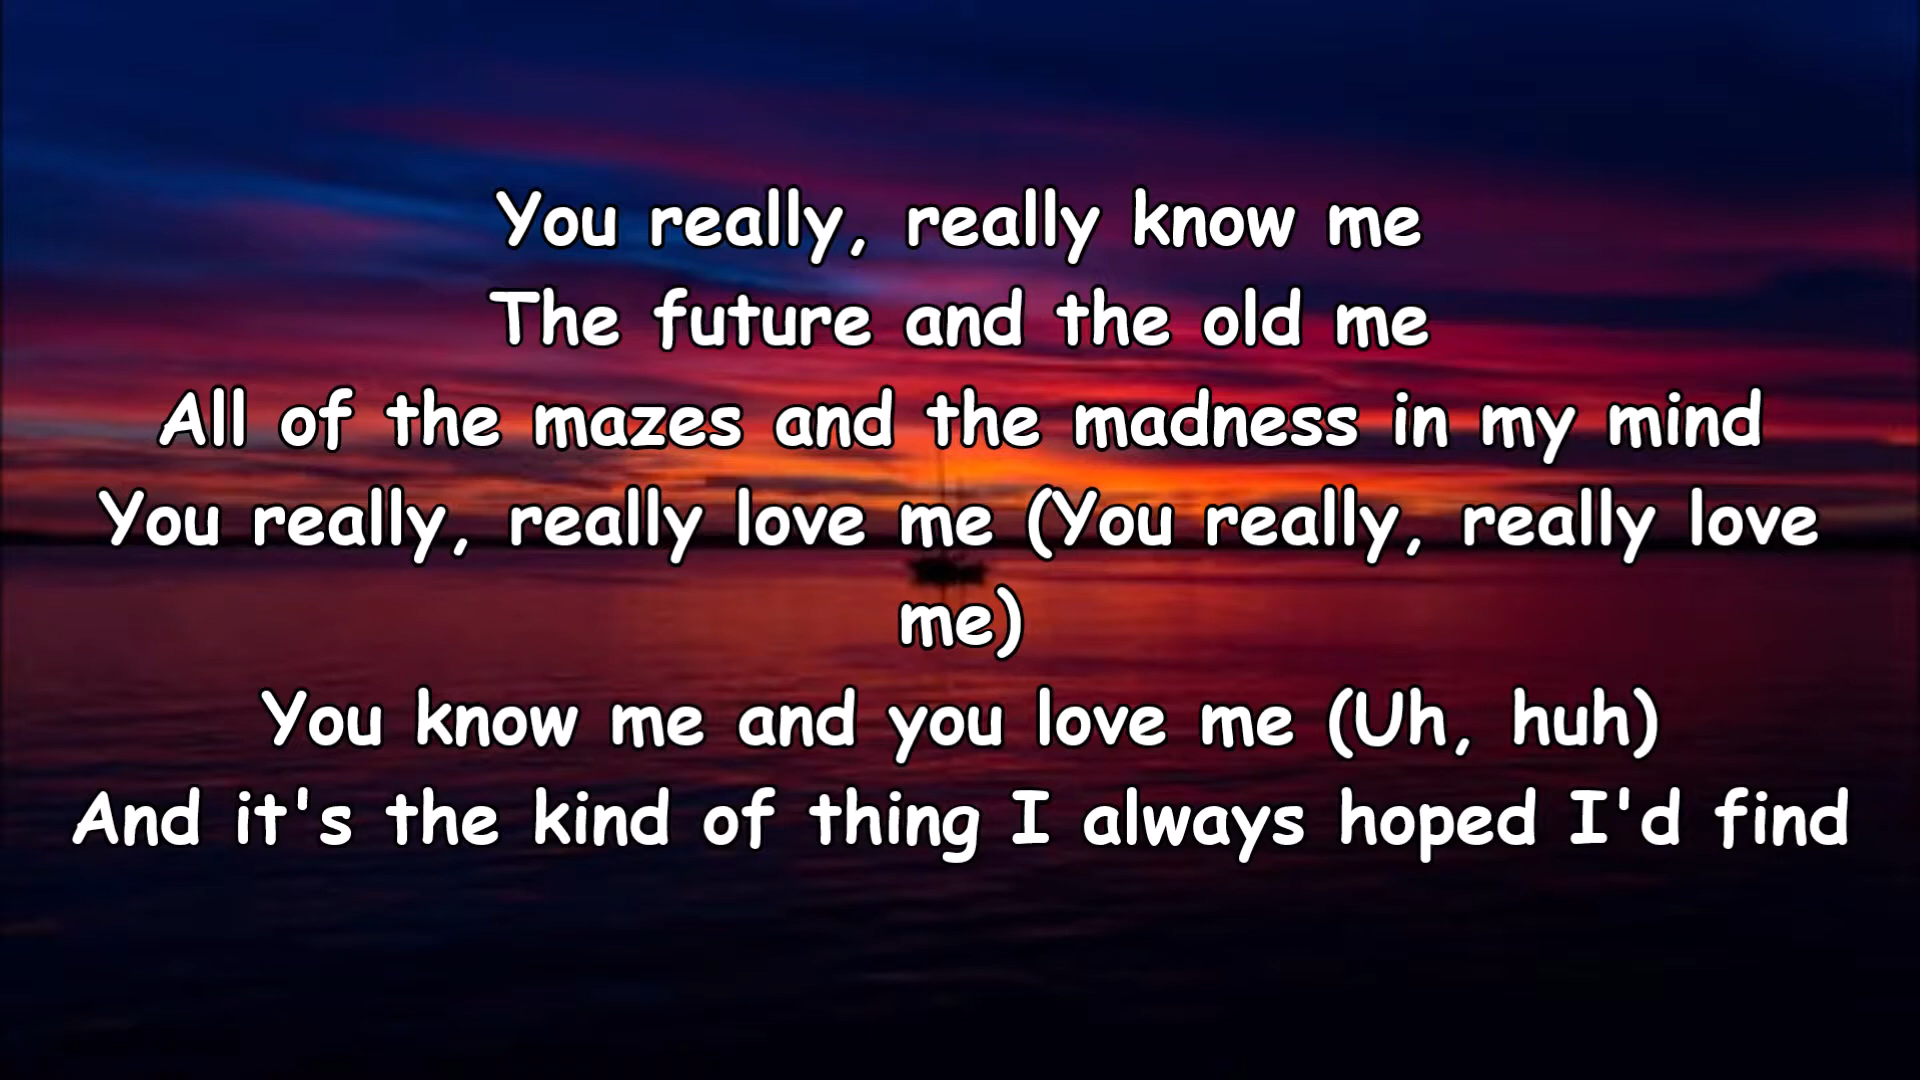 You really, really know me
The future and the old me
All of the mazes and the madness in my mind
You really, really love me (You really, really love
me)
You know me and you love me (Uh, huh)
And it's the kind of thing I always hoped I'd find